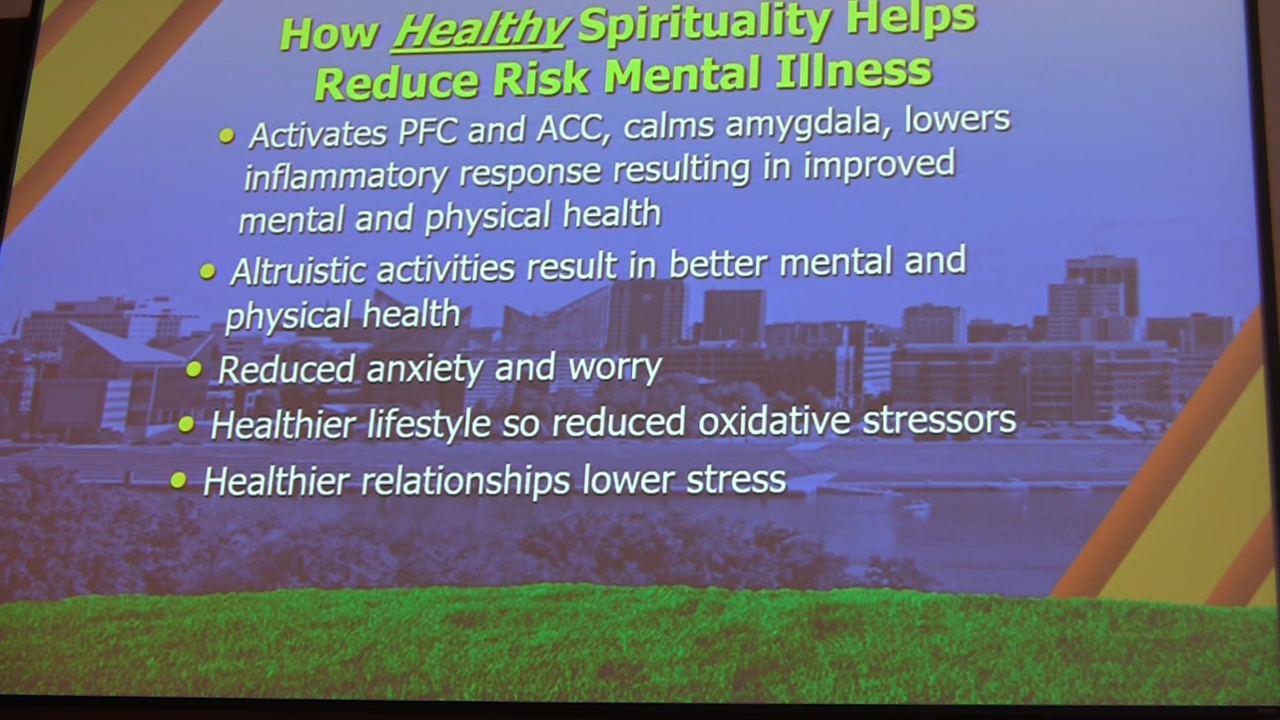 How Healthy Spirituality Helps
Reduce Risk Mental Illness
• Activates PFC and ACC, calms amygdala, lowers
inflammatory response resulting in improved
mental and physical health
• Altruistic activities result in better mental and
physical health
• Reduced anxiety and worry
• Healthier lifestyle so reduced oxidative stressors
• Healthier relationships lower stress